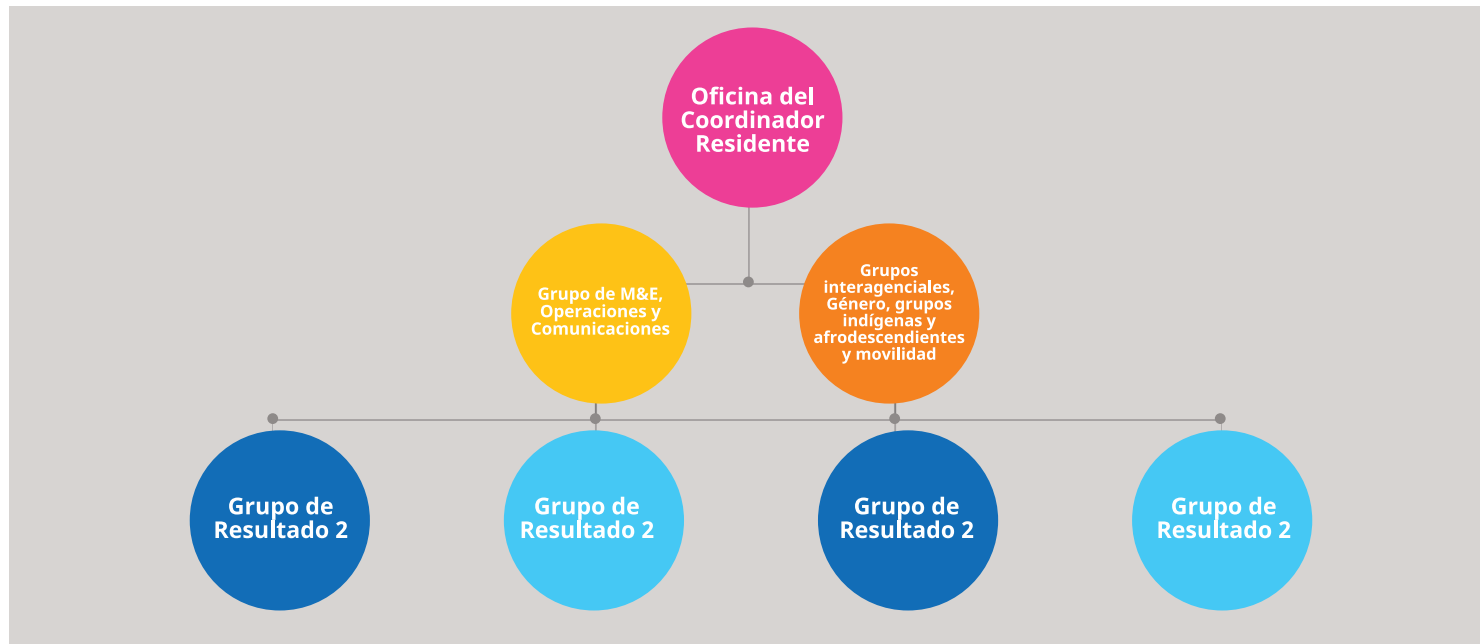 Oficina del
Coordinador
Residente
Grupo de M&E,
Operaciones y
Comunicaciones
Grupos
interagenciales,
Género, grupos
indígenas y
afrodescendientes
y movilidad
Grupo de
Resultado 2
Grupo de
Resultado 2
Grupo de
Resultado 2
Grupo de
Resultado 2